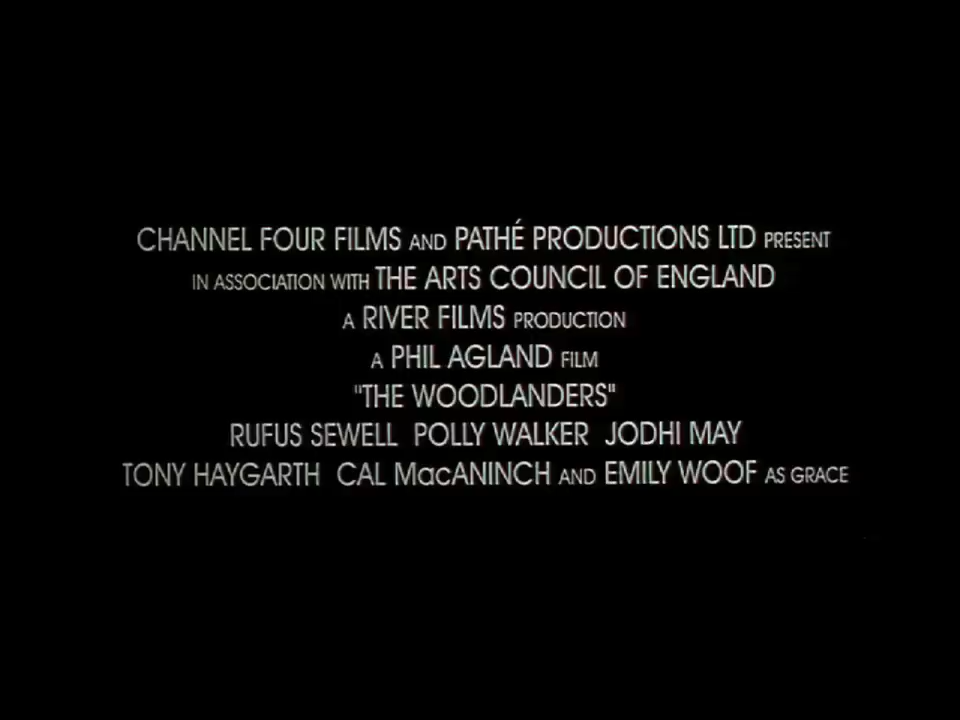 CHANNEL FOUR FILMS AND PATHÉ PRODUCTIONS LTD PRESENT
IN ASSOCIATION WITH THE ARTS COUNCIL OF ENGLAND
A RIVER FILMS PRODUCTION
A PHIL AGLAND FILM
"THE WOODLANDERS"
RUFUS SEWELL POLLY WALKER JODHI MAY
TONY HAYGARTH CAL MacANINCH AND EMILY WOOF AS GRACE